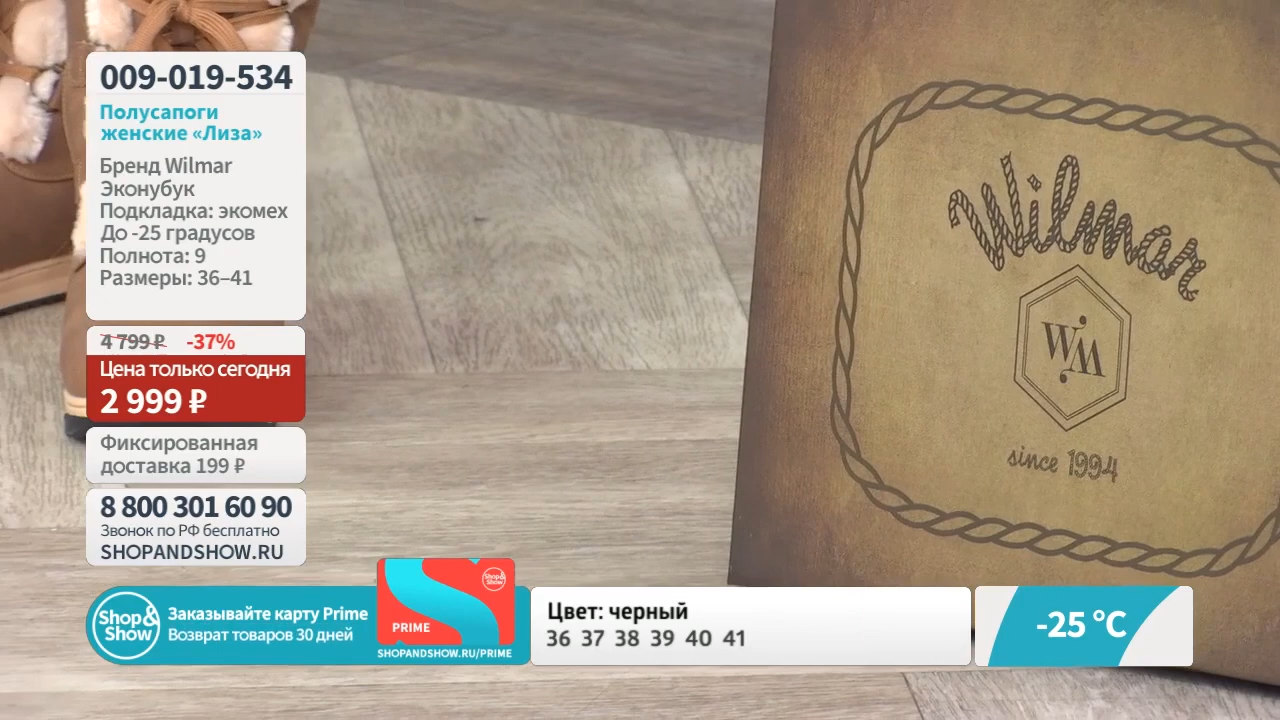 009-019-534
Полусапоги
женские «Лиза»
Бренд Wilmar
Эконубук
Подкладка: экомех
До -25 градусов
Полнота: 9
Размеры: 36–41
4 799 ₽ -37%
Цена только сегодня
2 999 ₽
Фиксированная
доставка 199 ₽
8 800 301 60 90
Звонок по РФ бесплатно
SHOPANDSHOW.RU
Wilmar
WM
since 1994
Shop&
Show
Заказывайте карту Prime
Возврат товаров 30 дней
Shop&
Show
PRIME
SHOPANDSHOW.RU/PRIME
Цвет: черный
36 37 38 39 40 41
-25 °C